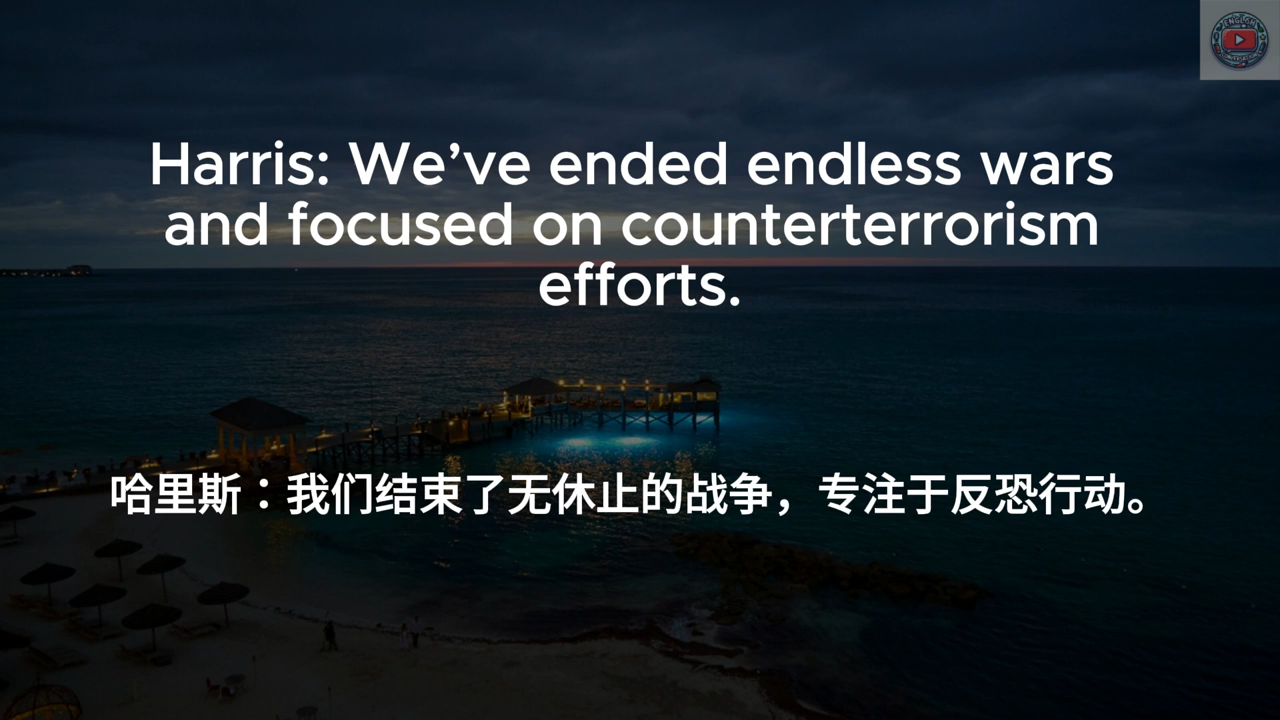 Harris: We’ve ended endless wars
and focused on counterterrorism
efforts.
哈里斯：我们结束了无休止的战争，专注于反恐行动。